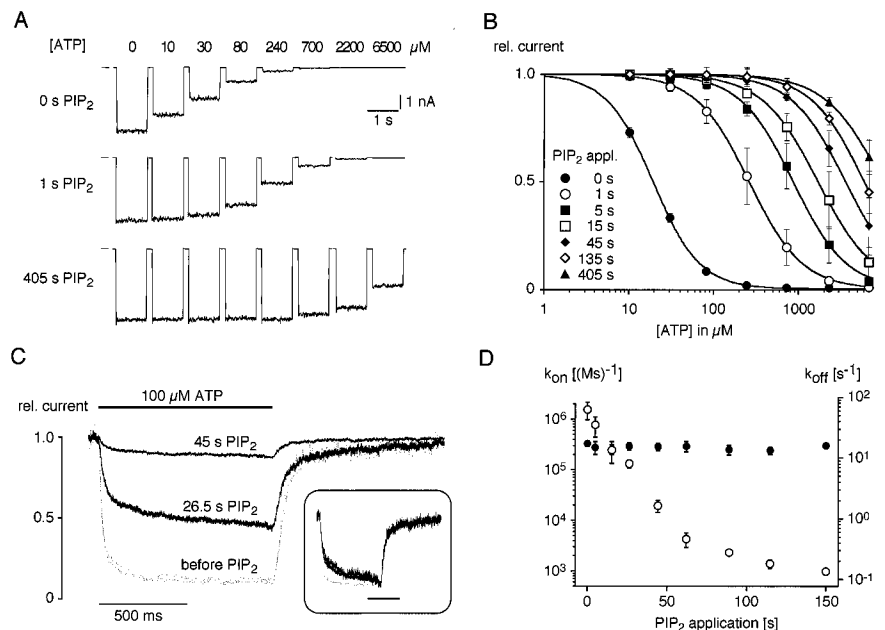 A
[ATP] 0 10 30 80 240 700 2200 6500 µM
0 s PIP2
1 nA
1 s
1 s PIP2
405 s PIP2
B
rel. current
1.0
0.5
0
PIP2 appl.
0 s
1 s
5 s
15 s
45 s
135 s
405 s
1 10 100 1000
[ATP] in µM
C
rel. current
100 µM ATP
1.0
0.5
0
45 s PIP2
26.5 s PIP2
before PIP2
500 ms
D
kon [(Ms)-1]
koff [s-1]
10^6
10^5
10^4
10^3
10^2
10^1
10^0
10^-1
0 50 100 150
PIP2 application [s]